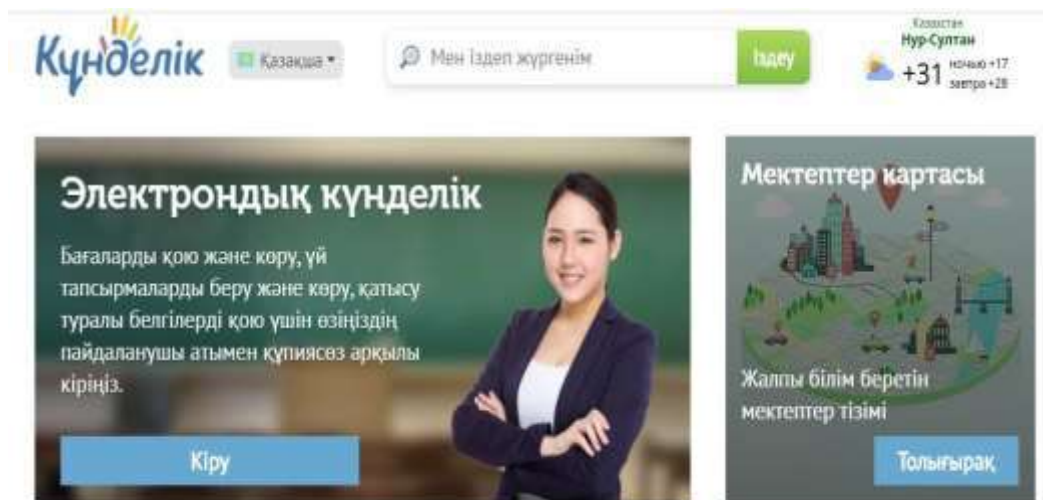 Күнделік
Қазақша
Мен іздеп жүргенім
Іздеу
Казахстан
Нур-Султан
+31
ночью +17
завтра +28
Электрондық күнделік
Бағаларды қою және көру, үй
тапсырмаларды беру және көру, қатысу
туралы белгілерді қою үшін өзіңіздің
пайдаланушы атымен құпиясөз арқылы
кіріңіз.
Кіру
Мектептер картасы
Жалпы білім беретін
мектептер тізімі
Толығырақ